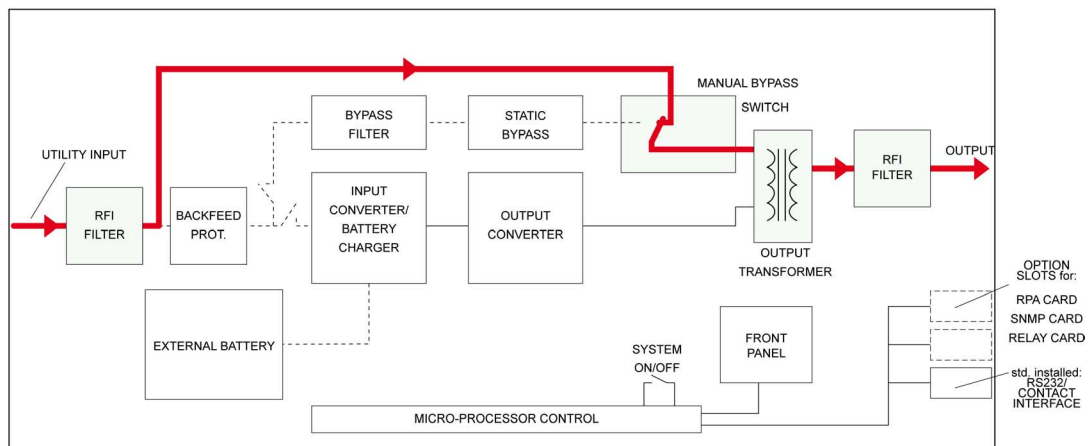 MANUAL BYPASS
SWITCH
BYPASS
FILTER
STATIC
BYPASS
UTILITY INPUT
RFI
FILTER
BACKFEED
PROT.
INPUT
CONVERTER/
BATTERY
CHARGER
OUTPUT
CONVERTER
OUTPUT
TRANSFORMER
RFI
FILTER
OUTPUT
EXTERNAL BATTERY
SYSTEM
ON/OFF
FRONT
PANEL
MICRO-PROCESSOR CONTROL
OPTION
SLOTS for:
RPA CARD
SNMP CARD
RELAY CARD
std. installed:
RS232/
CONTACT
INTERFACE